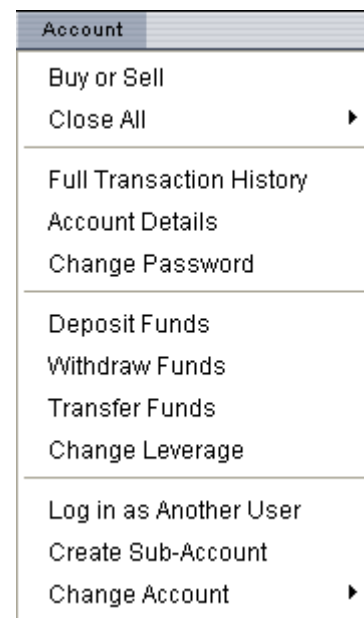 Account
Buy or Sell
Close All
Full Transaction History
Account Details
Change Password
Deposit Funds
Withdraw Funds
Transfer Funds
Change Leverage
Log in as Another User
Create Sub-Account
Change Account